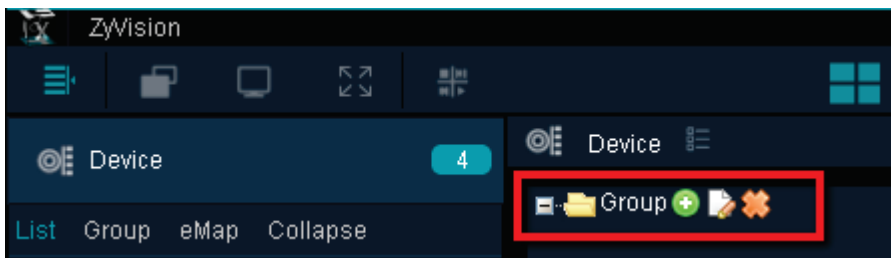 ZyVision
Device 4
Device
Group
List Group eMap Collapse